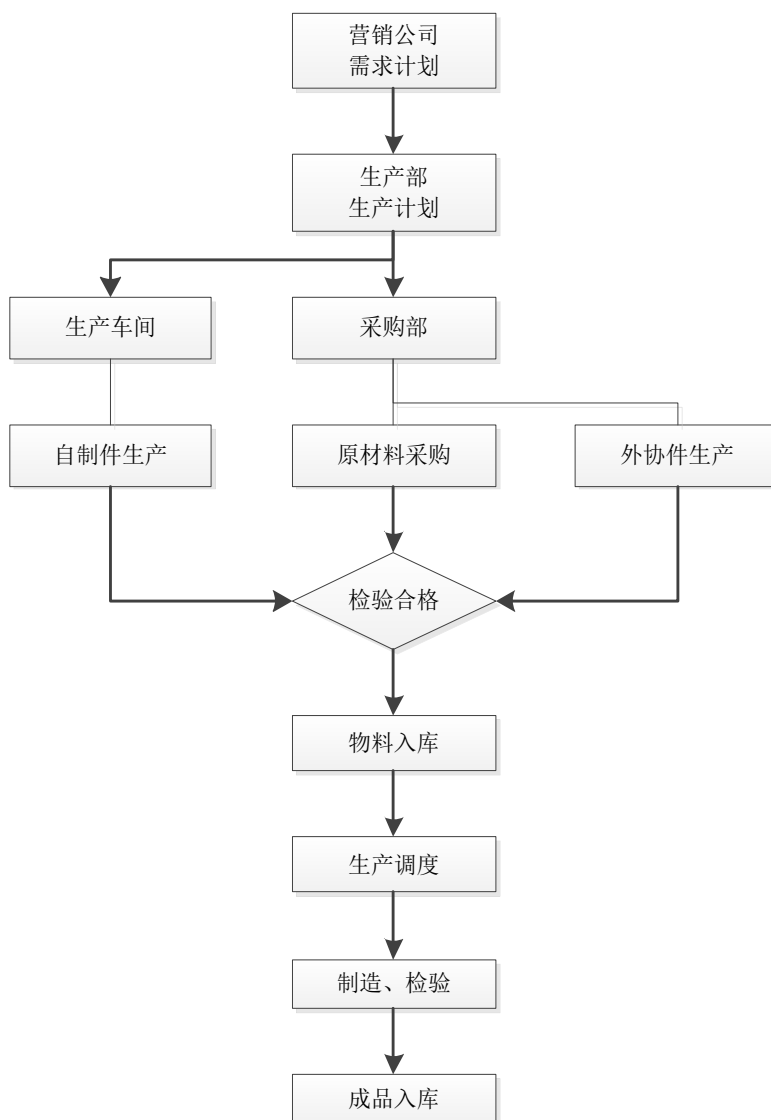 营销公司
需求计划
生产部
生产计划
生产车间
采购部
自制件生产
原材料采购
外协件生产
检验合格
物料入库
生产调度
制造、检验
成品入库